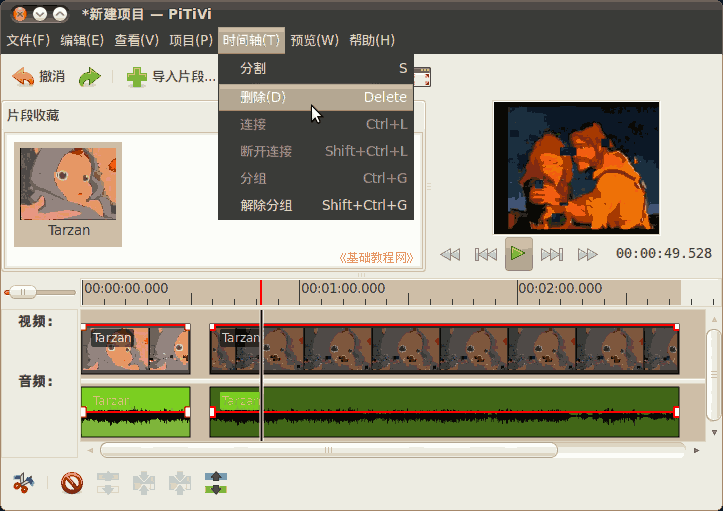 *新建项目 — PiTiVi
文件(F) 编辑(E) 查看(V) 项目(P) 时间轴(T) 预览(W) 帮助(H)
撤消 导入片段...
分割 S
删除(D) Delete
连接 Ctrl+L
断开连接 Shift+Ctrl+L
分组 Ctrl+G
解除分组 Shift+Ctrl+G
片段收藏
Tarzan
《基础教程网》
00:00:49.528
00:00:00.000 00:01:00.000 00:02:00.000
视频:
Tarzan Tarzan
音频:
Tarzan Tarzan